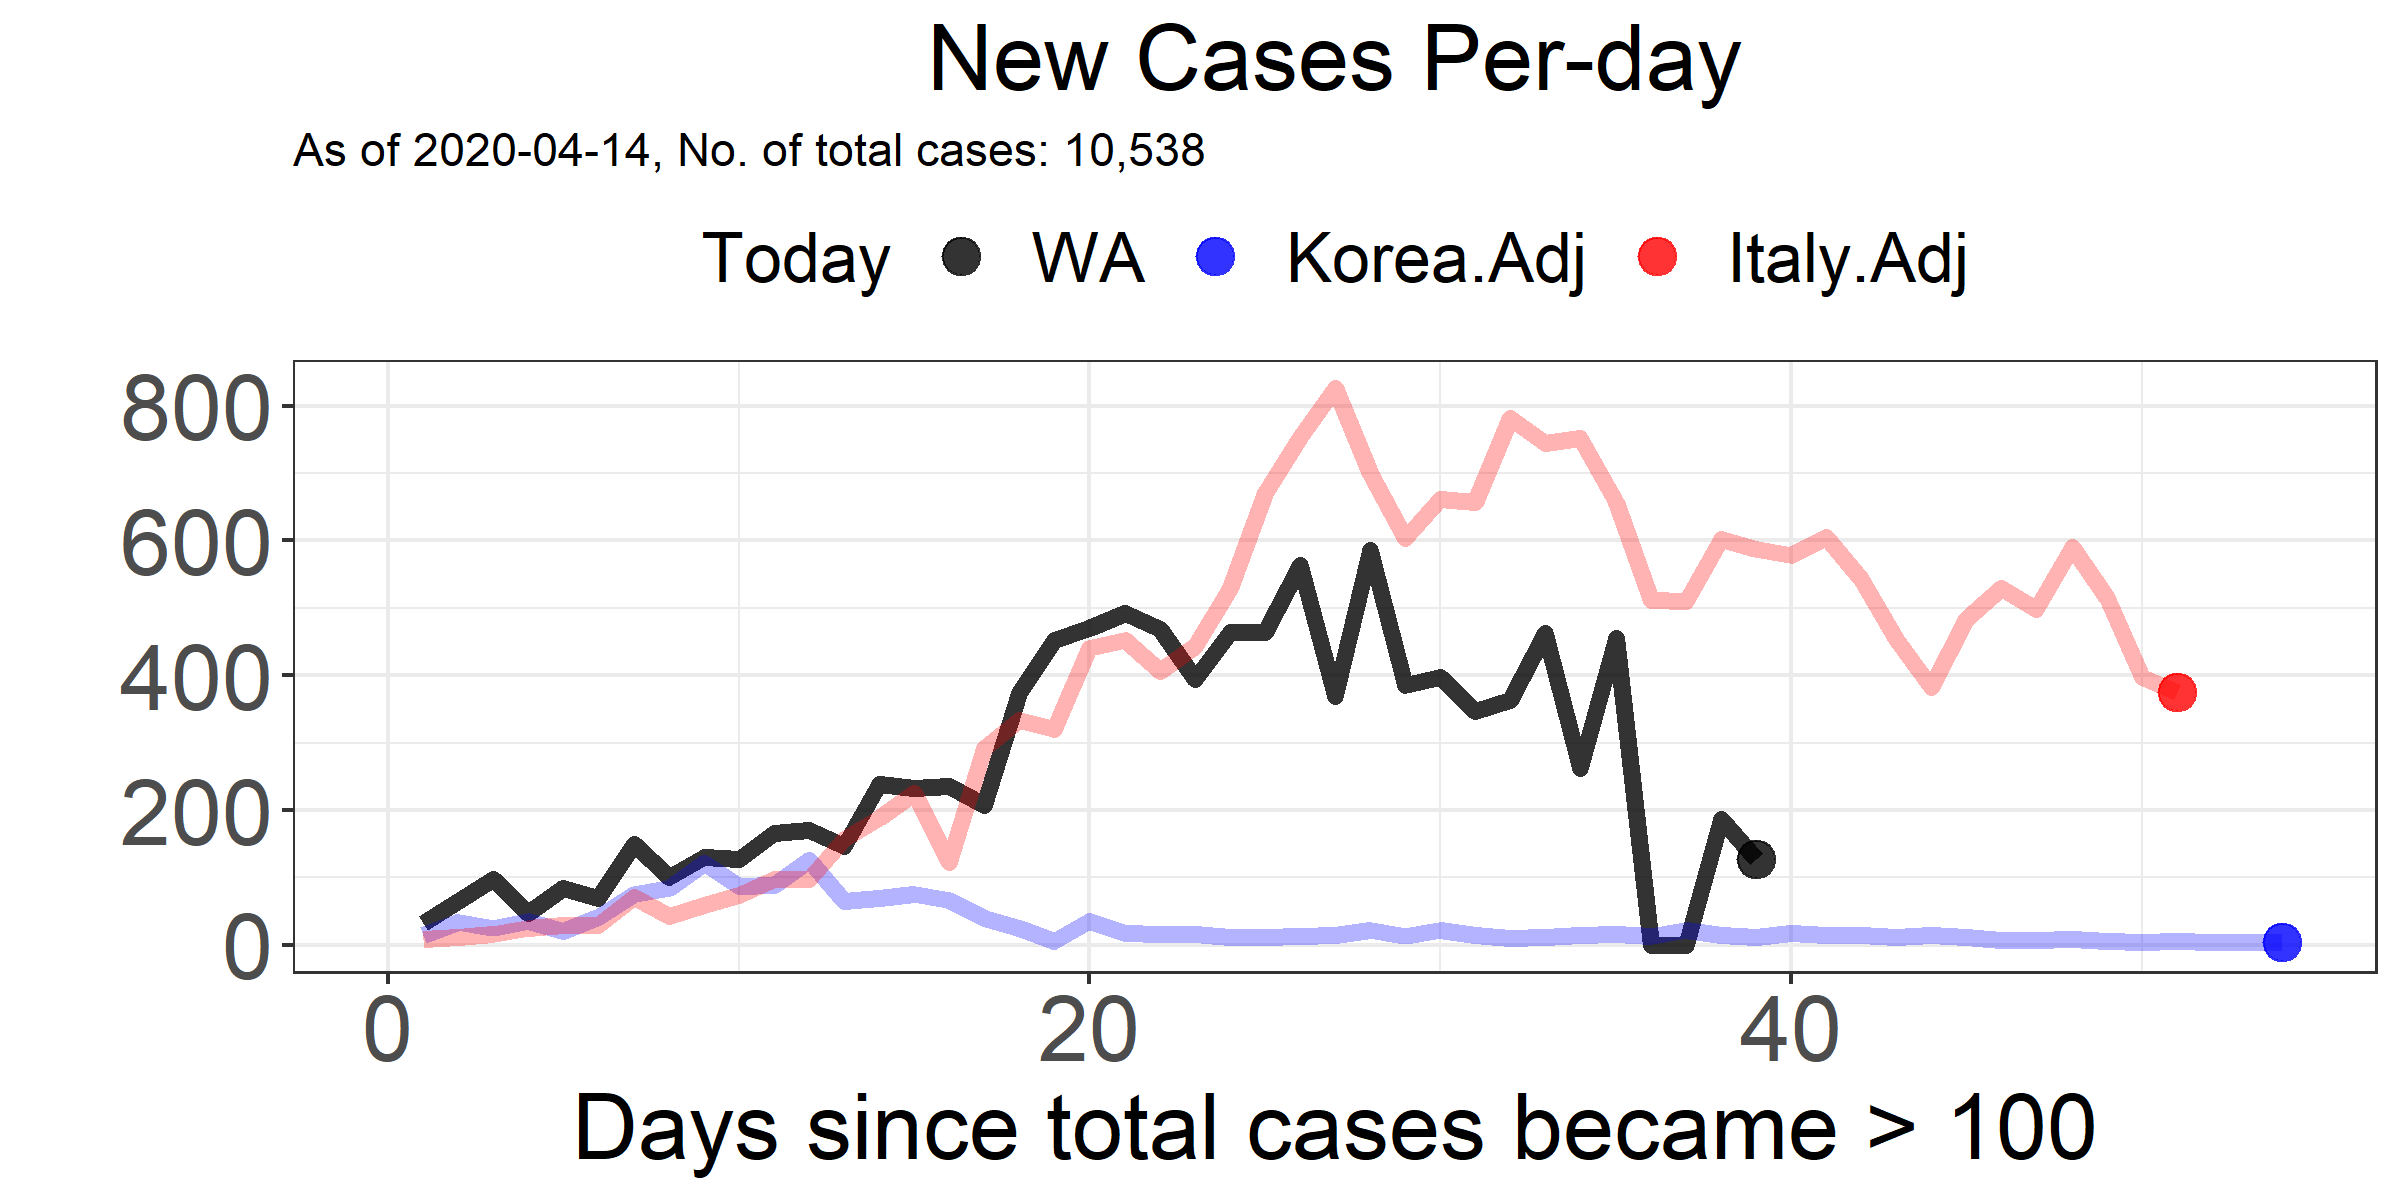 New Cases Per-day
As of 2020-04-14, No. of total cases: 10,538
Today WA Korea.Adj Italy.Adj
800
600
400
200
0
0 20 40
Days since total cases became > 100